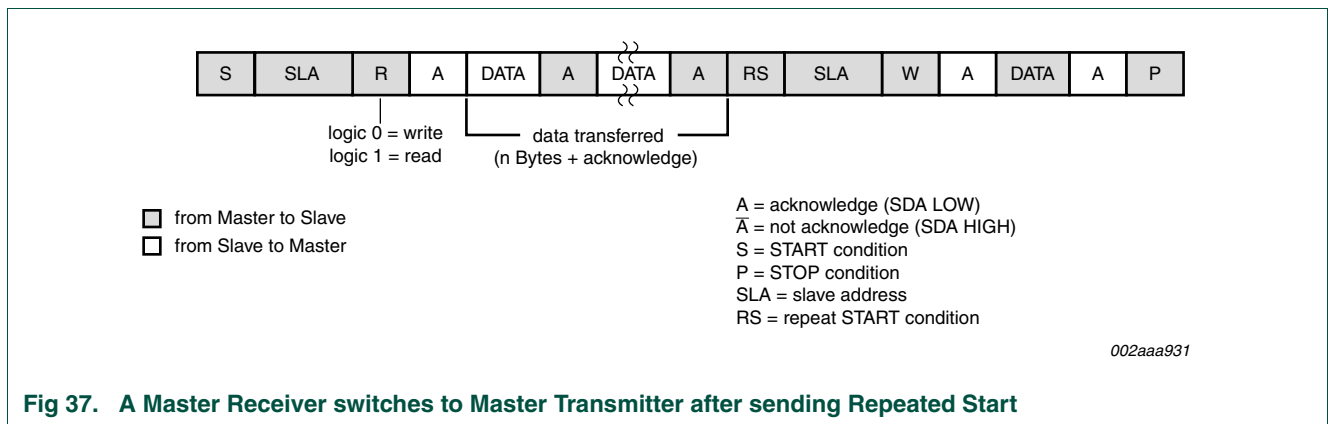 S SLA R A DATA A DATA A RS SLA W A DATA A P
logic 0 = write
logic 1 = read
data transferred
(n Bytes + acknowledge)
from Master to Slave
from Slave to Master
A = acknowledge (SDA LOW)
A̅ = not acknowledge (SDA HIGH)
S = START condition
P = STOP condition
SLA = slave address
RS = repeat START condition
002aaa931
Fig 37. A Master Receiver switches to Master Transmitter after sending Repeated Start